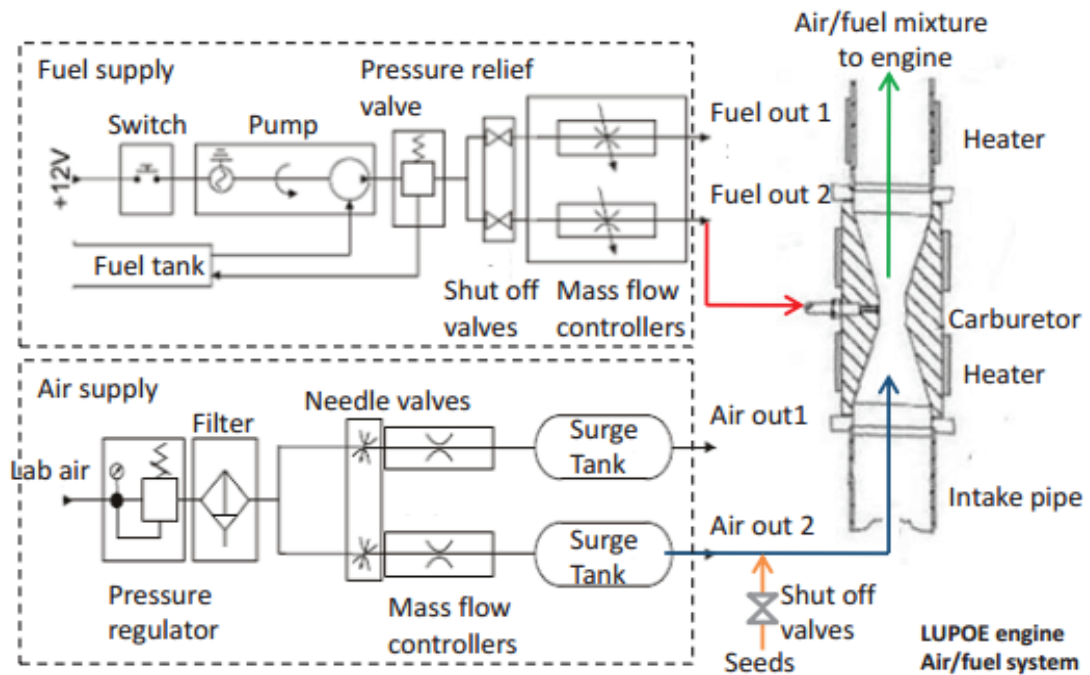 Air/fuel mixture
to engine
Fuel supply
Pressure relief
valve
Switch
Pump
+12V
Fuel tank
Shut off
valves
Mass flow
controllers
Fuel out 1
Fuel out 2
Heater
Carburetor
Heater
Intake pipe
Air supply
Needle valves
Filter
Lab air
Surge
Tank
Surge
Tank
Air out1
Air out 2
Pressure
regulator
Mass flow
controllers
Shut off
valves
Seeds
LUPOE engine
Air/fuel system